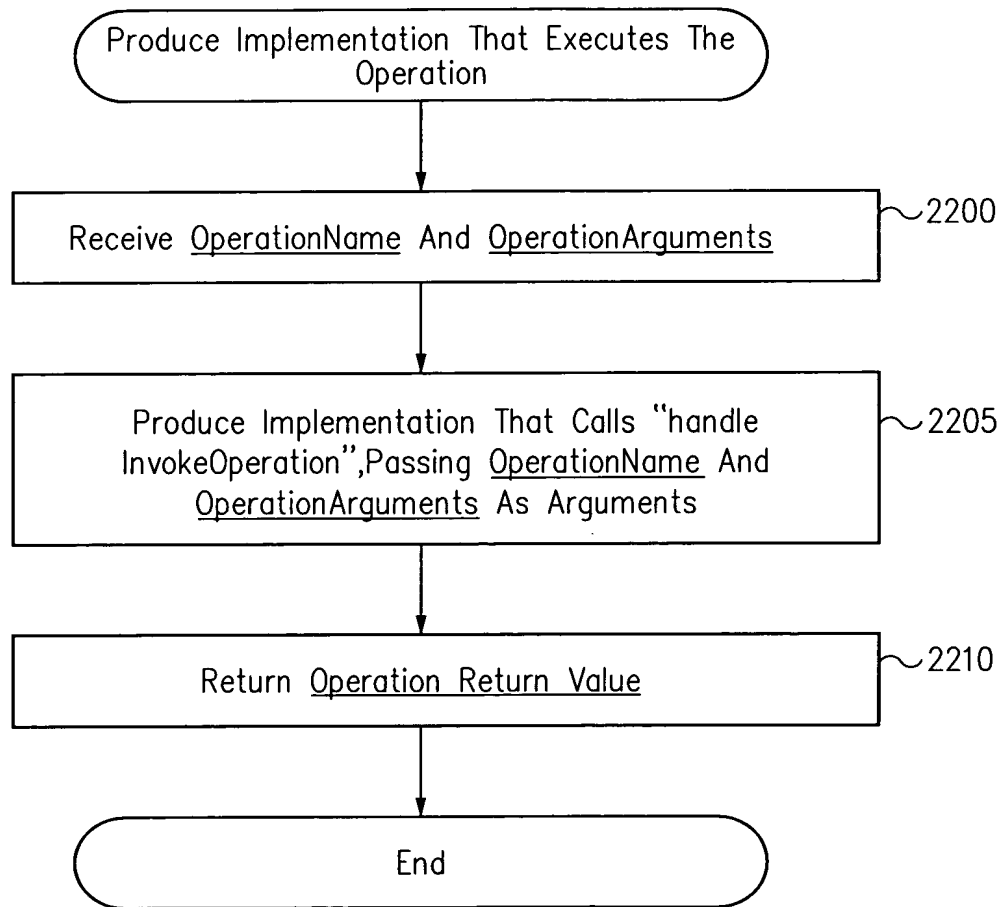 Produce Implementation That Executes The
Operation
Receive OperationName And OperationArguments
2200
Produce Implementation That Calls “handle
InvokeOperation”,Passing OperationName And
OperationArguments As Arguments
2205
Return Operation Return Value
2210
End